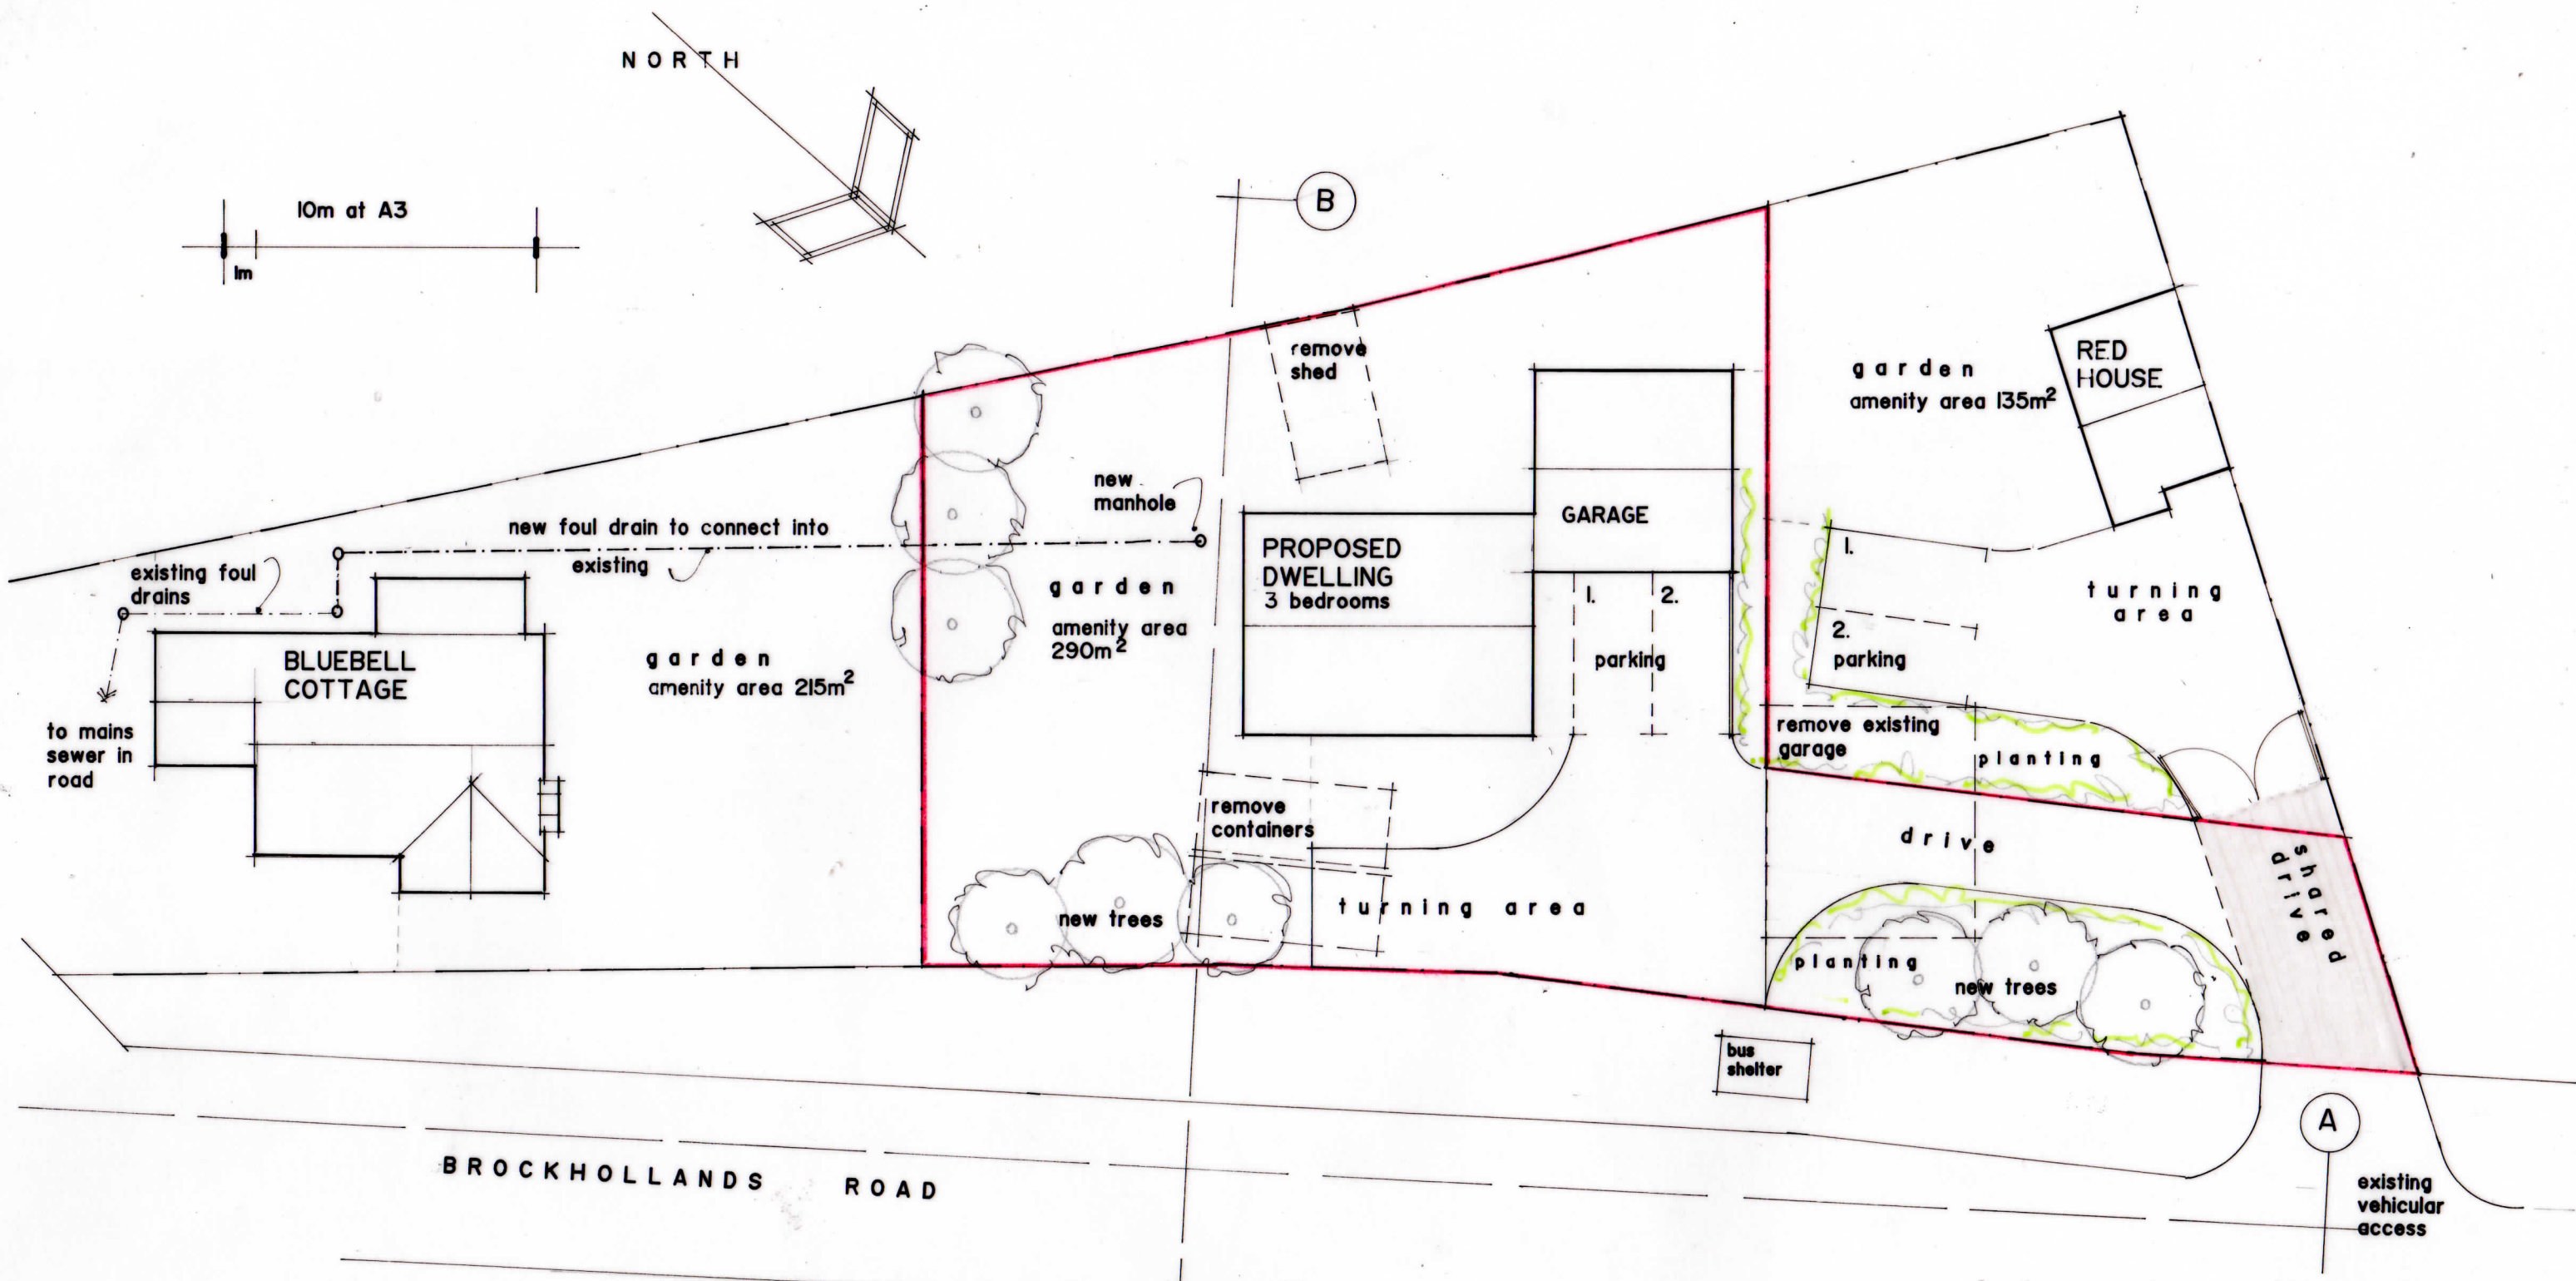 NORTH
10m at A3
1m
B
remove
shed
RED
HOUSE
garden
amenity area 135m²
new
manhole
GARAGE
new foul drain to connect into
existing
existing foul
drains
PROPOSED
DWELLING
3 bedrooms
garden
amenity area
290m²
1.
2.
parking
1.
2.
parking
turning
area
BLUEBELL
COTTAGE
garden
amenity area 215m²
to mains
sewer in
road
remove existing
garage
planting
remove
containers
drive
shared
drive
new trees
turning area
planting
new trees
bus
shelter
A
BROCKHOLLANDS ROAD
existing
vehicular
access